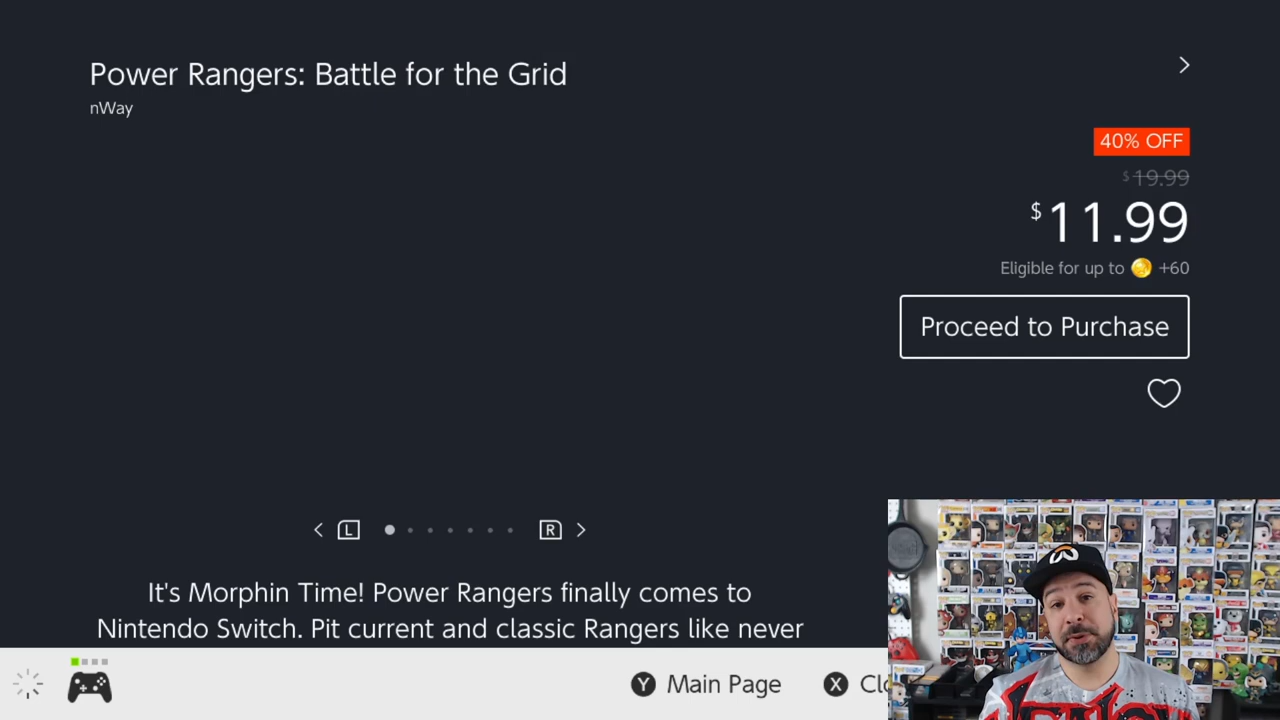 Power Rangers: Battle for the Grid
nWay
40% OFF
$19.99
$11.99
Eligible for up to +60
Proceed to Purchase
L
R
It's Morphin Time! Power Rangers finally comes to
Nintendo Switch. Pit current and classic Rangers like never
Y Main Page X Clo